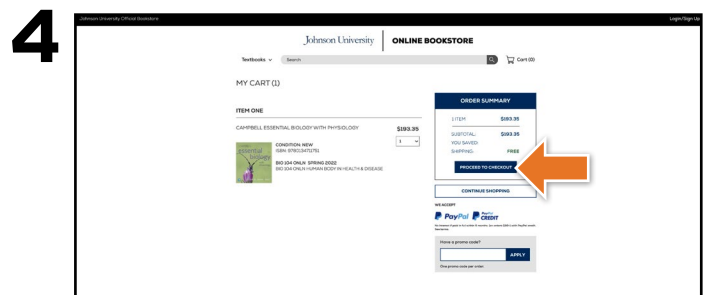 4
Johnson University Official Bookstore
Login/Sign Up
Johnson University ONLINE BOOKSTORE
Textbooks Search Cart (0)
MY CART (1)
ITEM ONE
CAMPBELL ESSENTIAL BIOLOGY WITH PHYSIOLOGY $193.35
1
CONDITION: NEW
BIO 104 ONLN SPRING 2022
BIO 104 ONLN HUMAN BODY IN HEALTH & DISEASE
essential
biology
ORDER SUMMARY
1 ITEM: $193.35
SUBTOTAL: $193.35
YOU SAVED:
SHIPPING: FREE
PROCEED TO CHECKOUT
CONTINUE SHOPPING
WE ACCEPT
PayPal PayPal CREDIT
Have a promo code?
APPLY
One promo code per order.